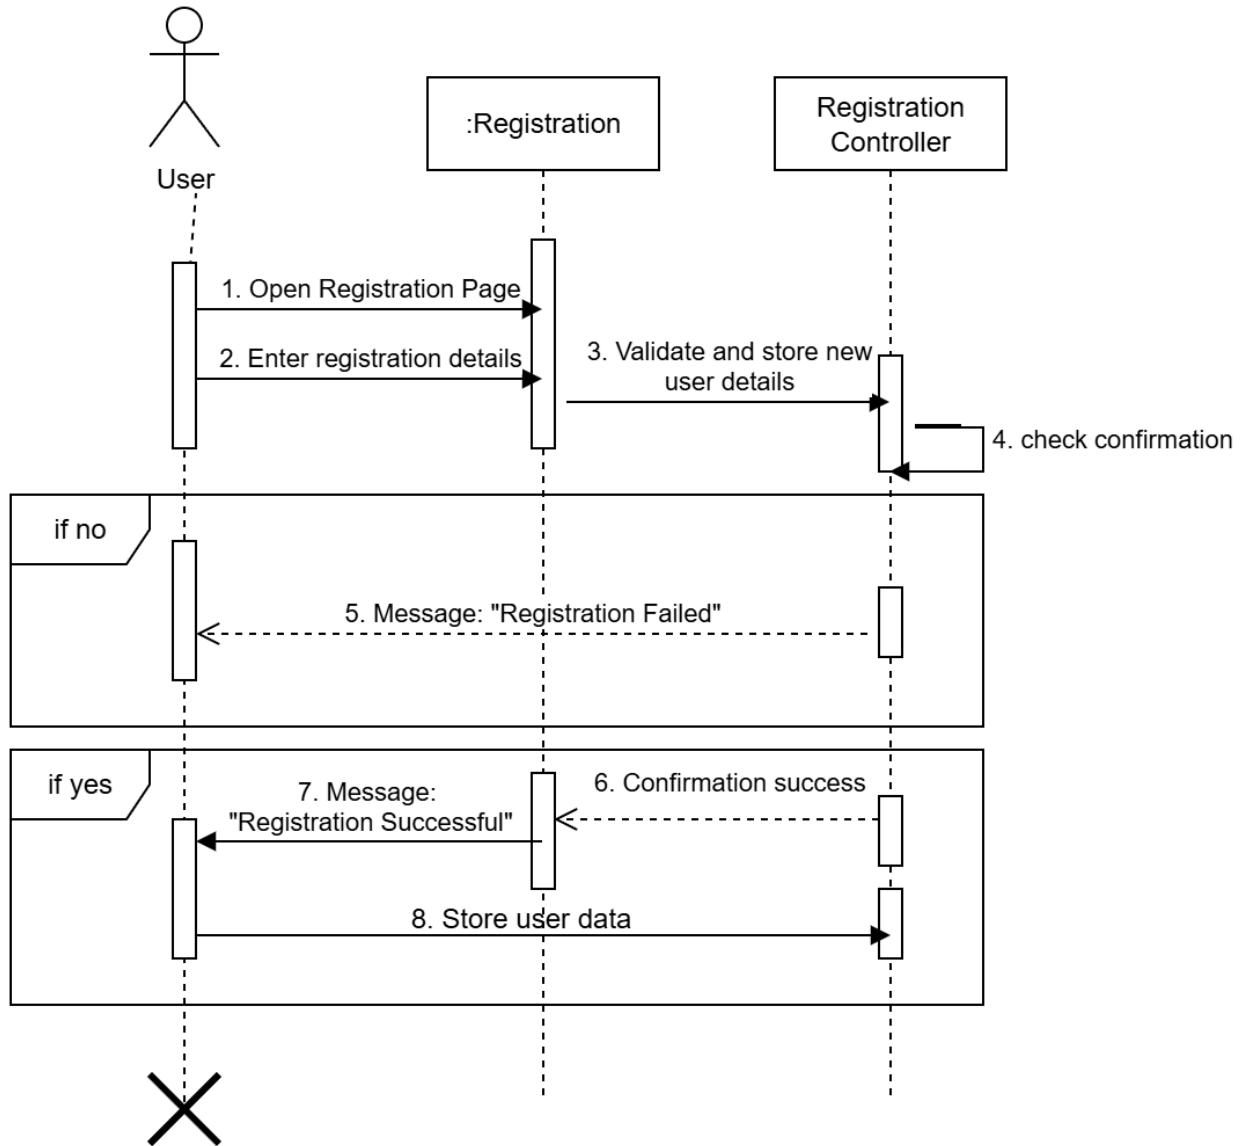 User
:Registration
Registration
Controller
1. Open Registration Page
2. Enter registration details
3. Validate and store new
user details
4. check confirmation
if no
5. Message: "Registration Failed"
if yes
6. Confirmation success
7. Message:
"Registration Successful"
8. Store user data